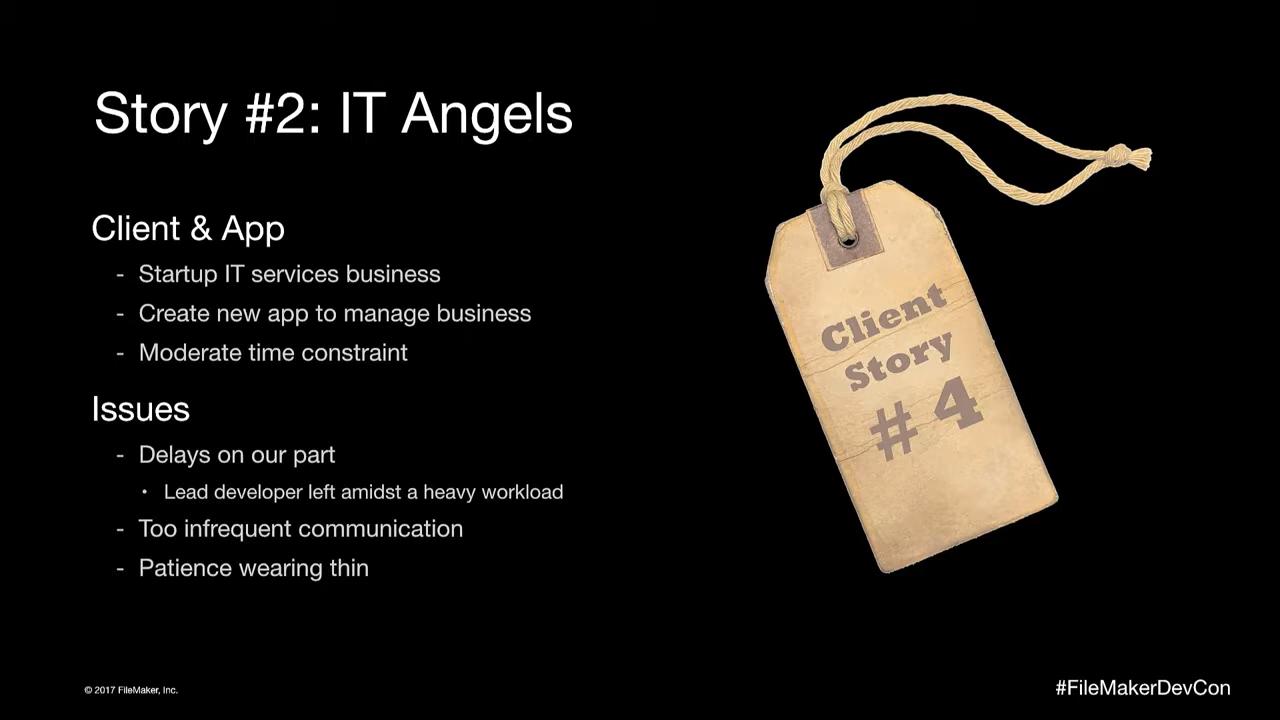 Story #2: IT Angels
Client & App
- Startup IT services business
- Create new app to manage business
- Moderate time constraint
Issues
- Delays on our part
• Lead developer left amidst a heavy workload
- Too infrequent communication
- Patience wearing thin
Client
Story
# 4
© 2017 FileMaker, Inc.
#FileMakerDevCon